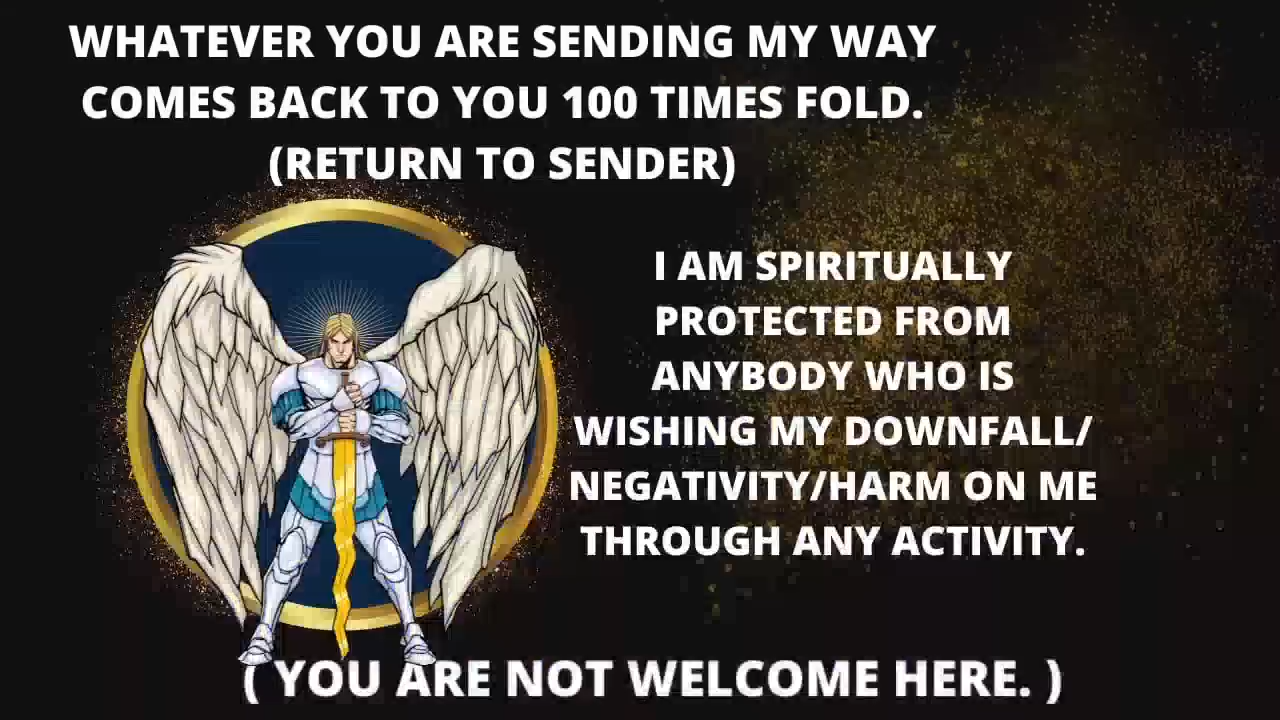 WHATEVER YOU ARE SENDING MY WAY
COMES BACK TO YOU 100 TIMES FOLD.
(RETURN TO SENDER)
I AM SPIRITUALLY
PROTECTED FROM
ANYBODY WHO IS
WISHING MY DOWNFALL/
NEGATIVITY/HARM ON ME
THROUGH ANY ACTIVITY.
( YOU ARE NOT WELCOME HERE. )